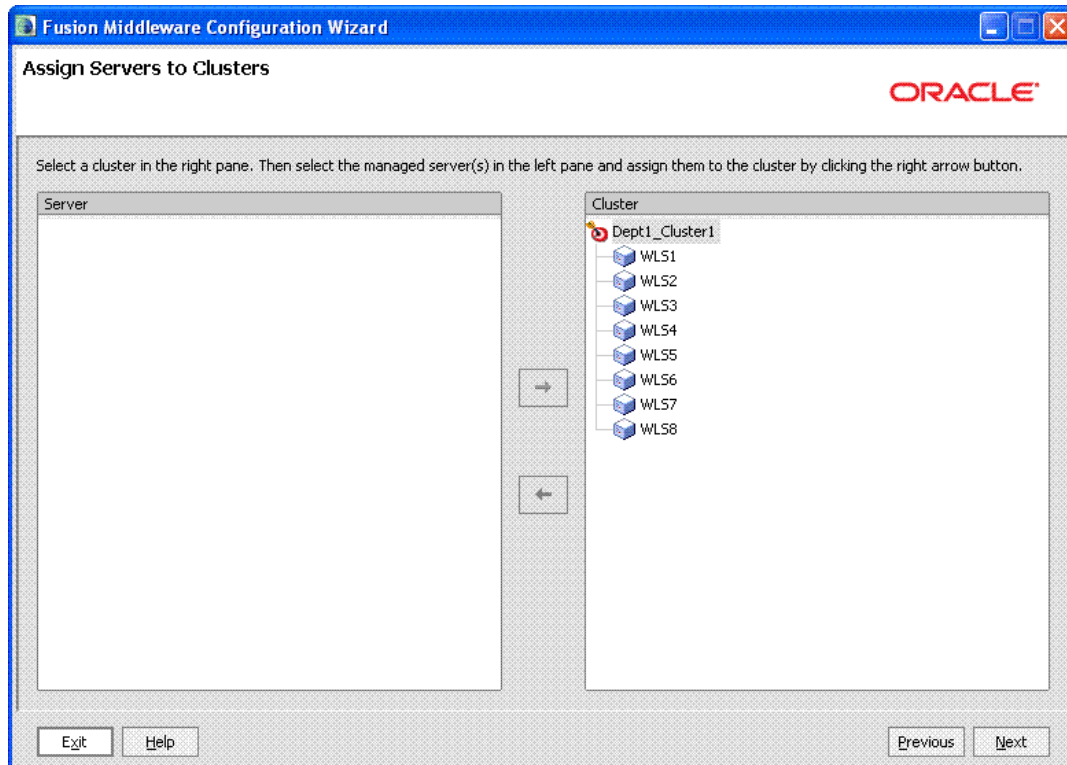 Fusion Middleware Configuration Wizard
Assign Servers to Clusters
ORACLE
Select a cluster in the right pane. Then select the managed server(s) in the left pane and assign them to the cluster by clicking the right arrow button.
Server
Cluster
Dept1_Cluster1
WLS1
WLS2
WLS3
WLS4
WLS5
WLS6
WLS7
WLS8
Exit Help Previous Next